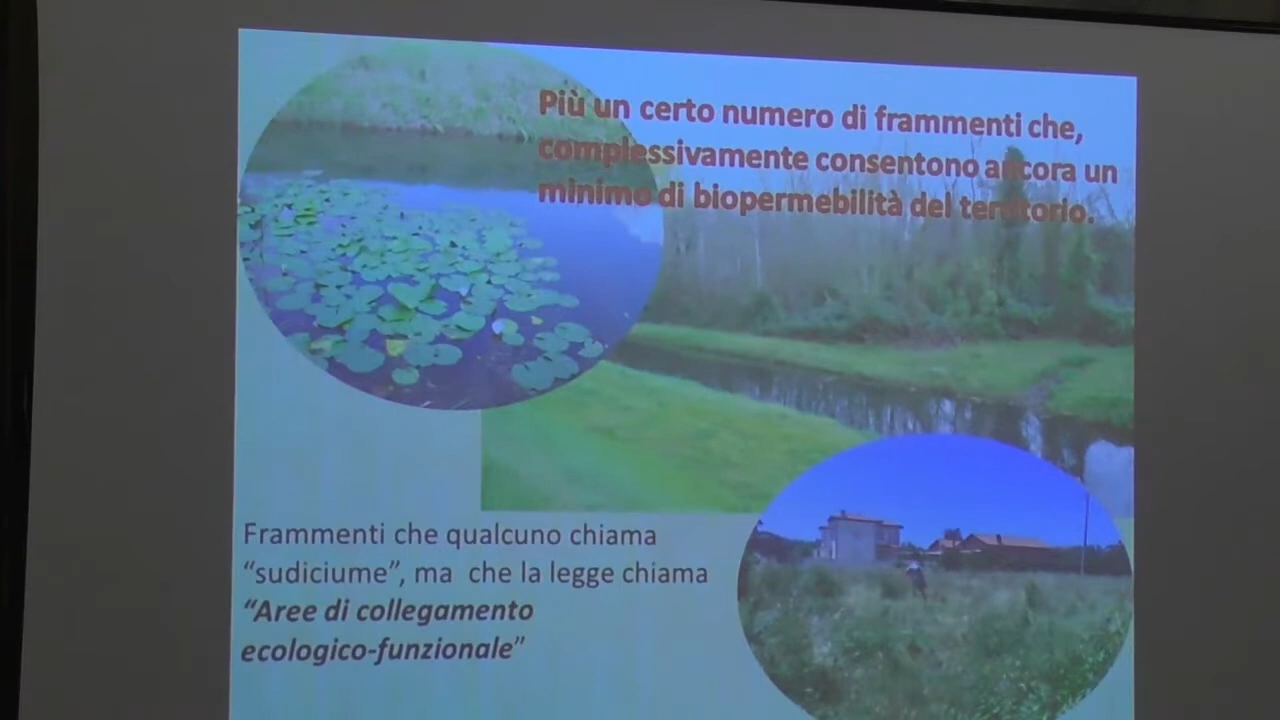 Più un certo numero di frammenti che,
complessivamente consentono ancora un
minimo di biopermebilità del territorio.
Frammenti che qualcuno chiama
“sudiciume”, ma che la legge chiama
“Aree di collegamento
ecologico-funzionale”